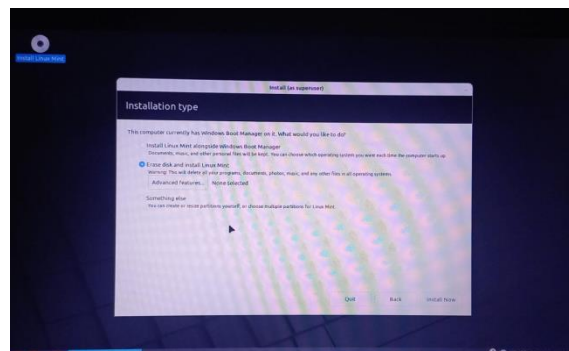 Install Linux Mint
Install (as superuser)
Installation type
This computer currently has Windows Boot Manager on it. What would you like to do?
Install Linux Mint alongside Windows Boot Manager
Documents, music, and other personal files will be kept. You can choose which operating system you want each time the computer starts up.
Erase disk and install Linux Mint
Warning: This will delete all your programs, documents, photos, music, and any other files in all operating systems.
Advanced features... None selected
Something else
You can create or resize partitions yourself, or choose multiple partitions for Linux Mint.
Quit Back Install Now